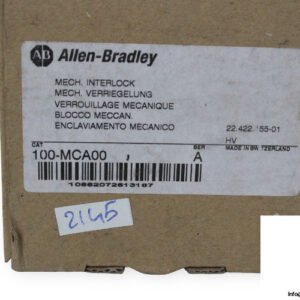 AB Allen-Bradley
MECH. INTERLOCK
MECH. VERRIEGELUNG
VERROUILLAGE MECANIQUE
BLOCCO MECCAN.
ENCLAVAMIENTO MECANICO
22.422.155-01
HV
CAT SER MADE IN SWITZERLAND
100-MCA00 , A
10662072613187
2145